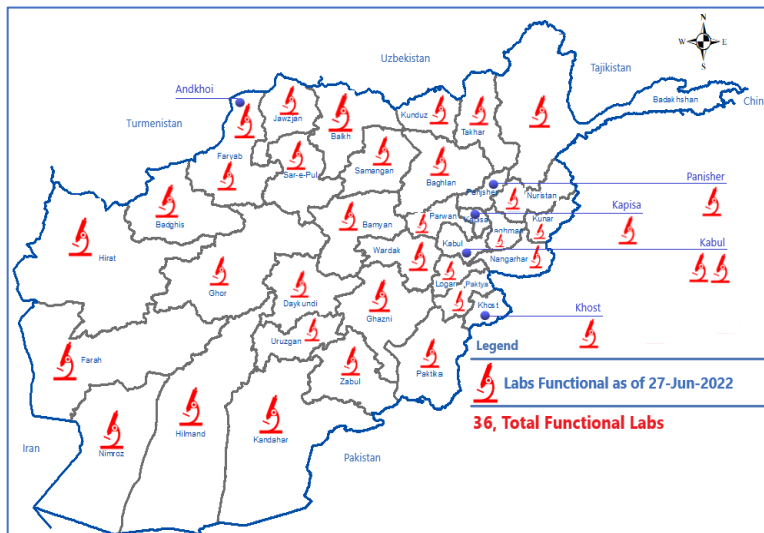 N
W E
S
Uzbekistan
Tajikistan
Andkhoi
Turmenistan
Jawzjan
Balkh
Kunduz
Takhar
Badakhshan
Chin
Faryab
Sar-e-Pul
Samangan
Baghlan
Panjsher
Panisher
Nuristan
Badghis
Bamyan
Parwan
Kapisa
Kunar
Kapisa
Hirat
Wardak
Kabul
aghman
Kabul
Nangarhar
Ghor
Daykundi
Logar
Paktya
Ghazni
Khost
Khost
Uruzgan
Legend
Farah
Zabul
Paktika
Labs Functional as of 27-Jun-2022
36, Total Functional Labs
Hilmand
Kandahar
Iran
Nimroz
Pakistan